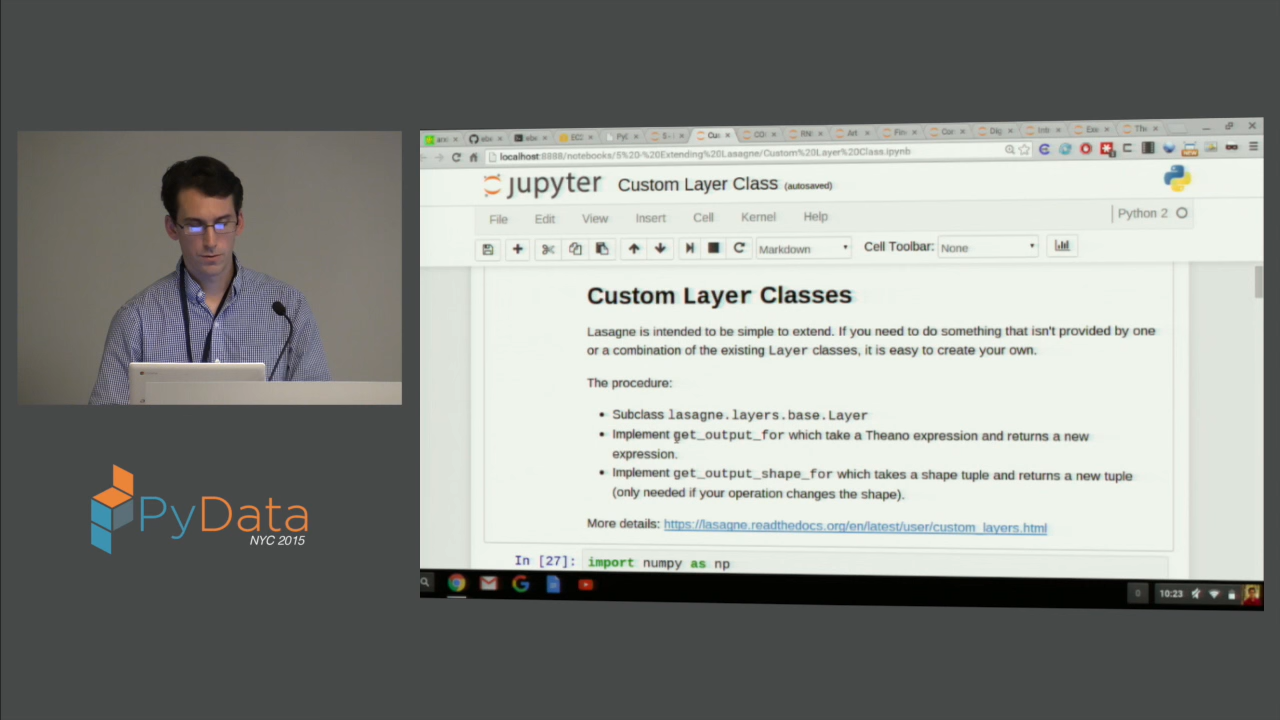 PyData
NYC 2015
localhost:8888/notebooks/5%20-%20Extending%20Lasagne/Custom%20Layer%20Class.ipynb
jupyter Custom Layer Class (autosaved)
File Edit View Insert Cell Kernel Help
Python 2
Markdown
Cell Toolbar: None
Custom Layer Classes
Lasagne is intended to be simple to extend. If you need to do something that isn't provided by one
or a combination of the existing Layer classes, it is easy to create your own.
The procedure:
• Subclass lasagne.layers.base.Layer
• Implement get_output_for which take a Theano expression and returns a new
expression.
• Implement get_output_shape_for which takes a shape tuple and returns a new tuple
(only needed if your operation changes the shape).
More details: https://lasagne.readthedocs.org/en/latest/user/custom_layers.html
In [27]: import numpy as np
10:23